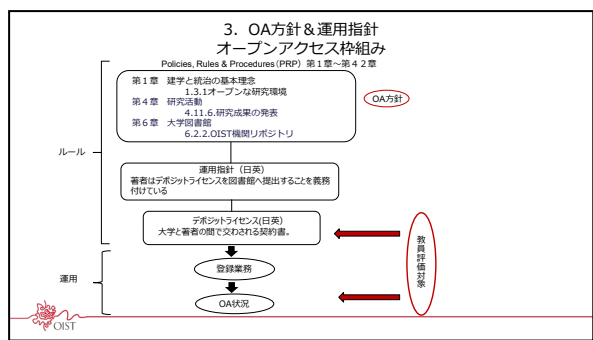 3．OA方針＆運用指針
オープンアクセス枠組み
Policies, Rules & Procedures（PRP）第１章～第４２章
第１章　建学と統治の基本理念
1.3.1オープンな研究環境
第４章　研究活動
4.11.6.研究成果の発表
第６章　大学図書館
6.2.2.OIST機関リポジトリ
OA方針
ルール
運用指針（日英）
著者はデポジットライセンスを図書館へ提出することを義務
付けている
デポジットライセンス(日英)
大学と著者の間で交わされる契約書。
教員評価対象
運用
登録業務
OA状況
OIST